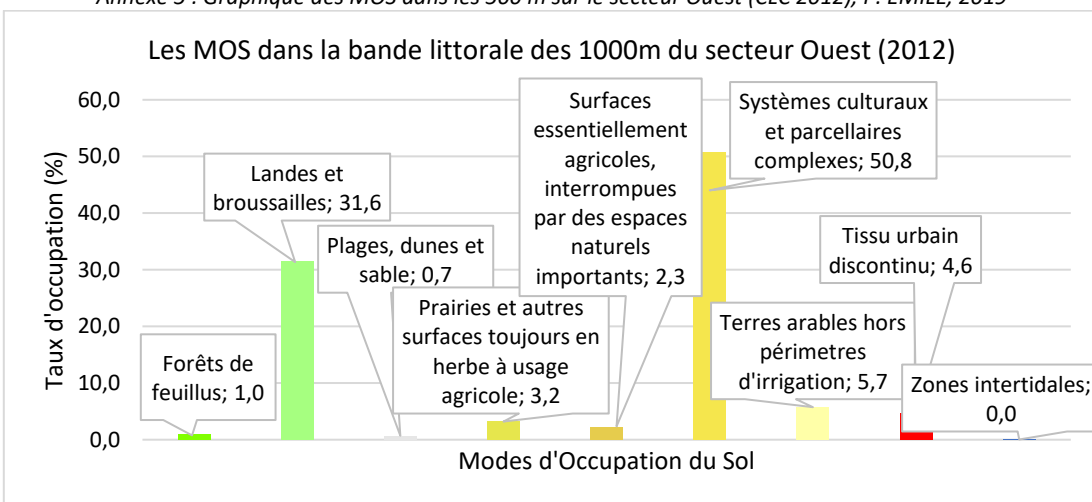 Annexe 5 : Graphique des MOS dans les 500 m sur le secteur Ouest (CLC 2012), P. EMILE, 2019
Les MOS dans la bande littorale des 1000m du secteur Ouest (2012)
Taux d'occupation (%)
60,0
50,0
40,0
30,0
20,0
10,0
0,0
Forêts de
feuillus; 1,0
Landes et
broussailles; 31,6
Plages, dunes et
sable; 0,7
Prairies et autres
surfaces toujours en
herbe à usage
agricole; 3,2
Surfaces
essentiellement
agricoles,
interrompues
par des espaces
naturels
importants; 2,3
Systèmes culturaux
et parcellaires
complexes; 50,8
Terres arables hors
périmetres
d'irrigation; 5,7
Tissu urbain
discontinu; 4,6
Zones intertidales;
0,0
Modes d'Occupation du Sol